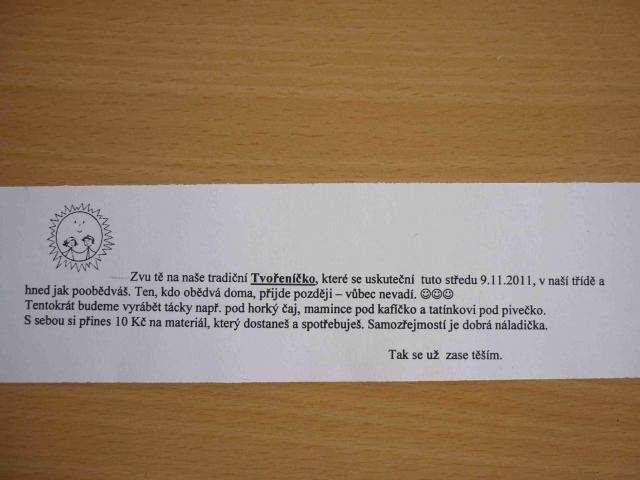 Zvu tě na naše tradiční Tvořeníčko, které se uskuteční tuto středu 9.11.2011, v naší třídě a
hned jak poobědváš. Ten, kdo obědvá doma, přijde později – vůbec nevadí. ☺☺☺
Tentokrát budeme vyrábět tácky např. pod horký čaj, mamince pod kafíčko a tatínkovi pod pivečko.
S sebou si přines 10 Kč na materiál, který dostaneš a spotřebuješ. Samozřejmostí je dobrá náladička.
Tak se už zase těším.